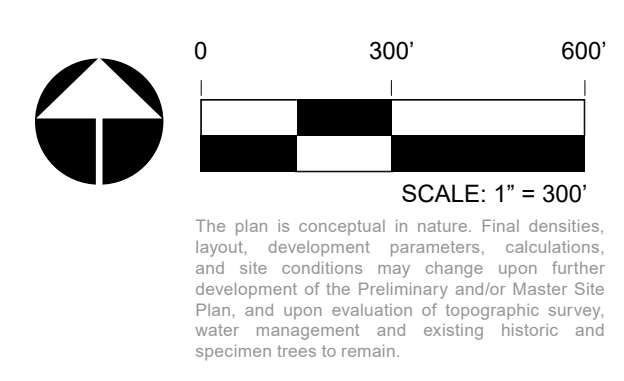 0 300’ 600’
SCALE: 1” = 300’
The plan is conceptual in nature. Final densities,
layout, development parameters, calculations,
and site conditions may change upon further
development of the Preliminary and/or Master Site
Plan, and upon evaluation of topographic survey,
water management and existing historic and
specimen trees to remain.